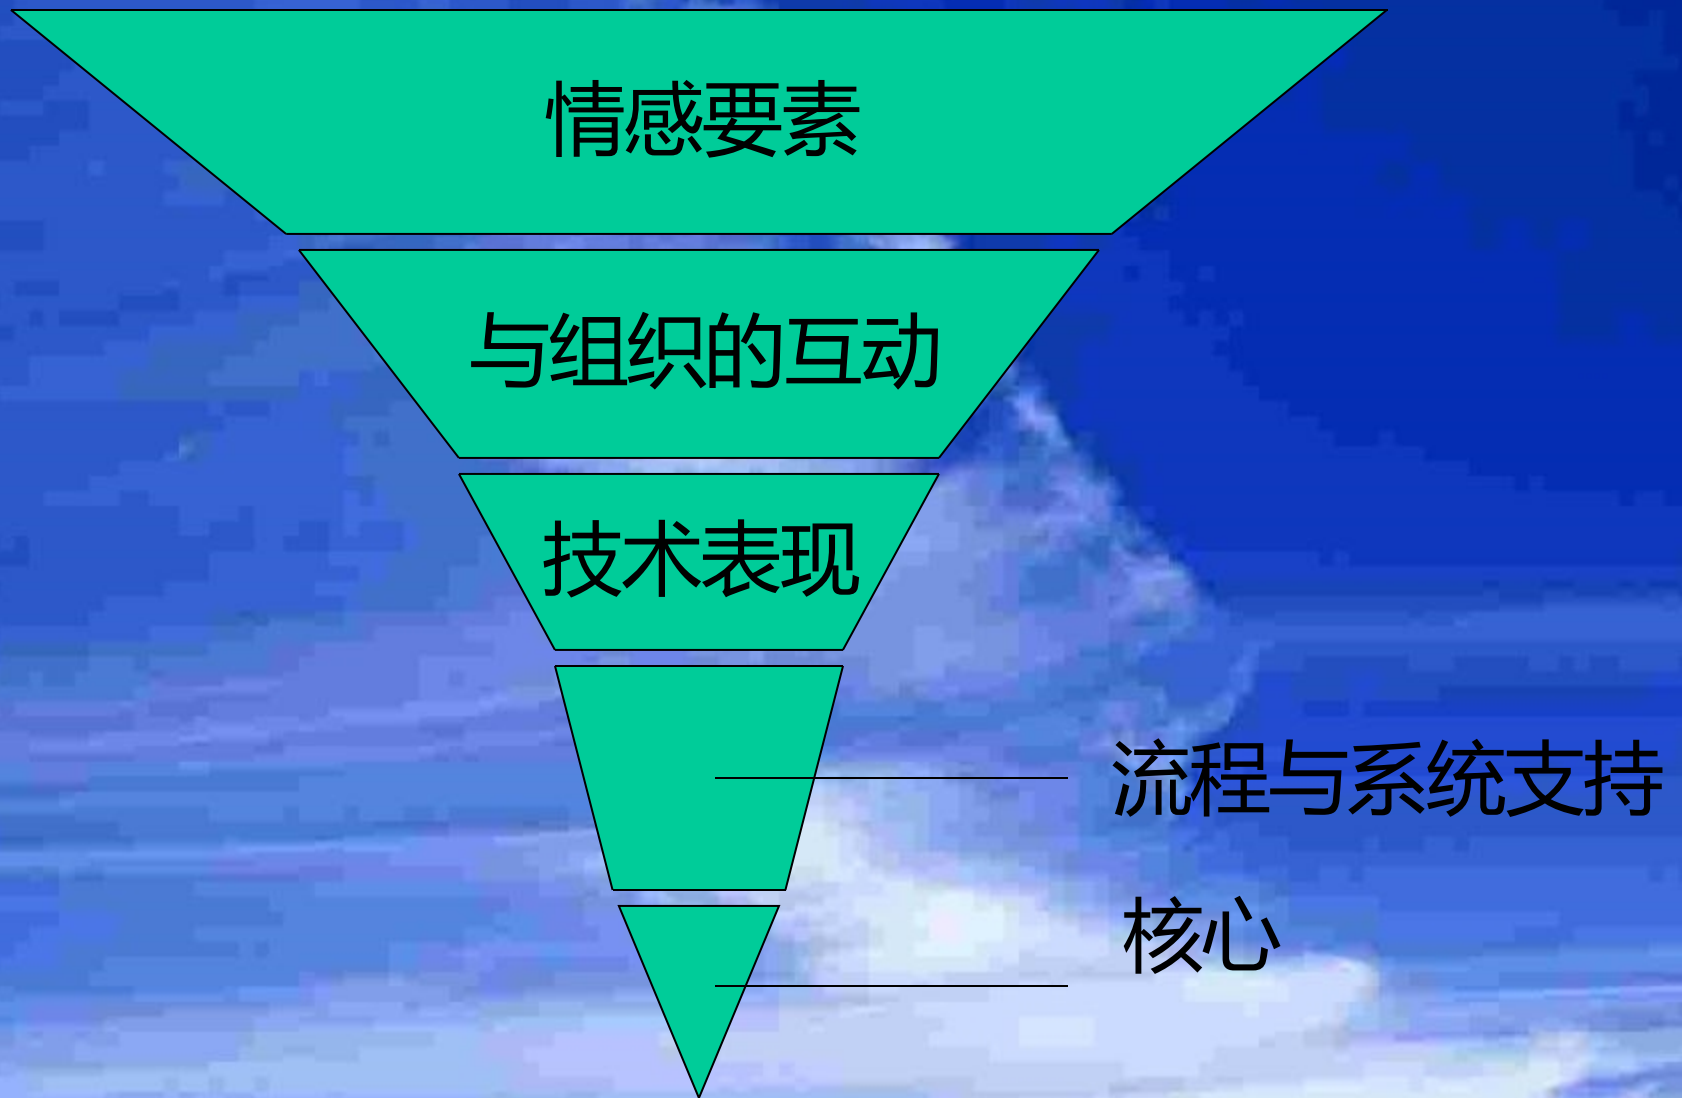 情感要素
与组织的互动
技术表现
流程与系统支持
核心